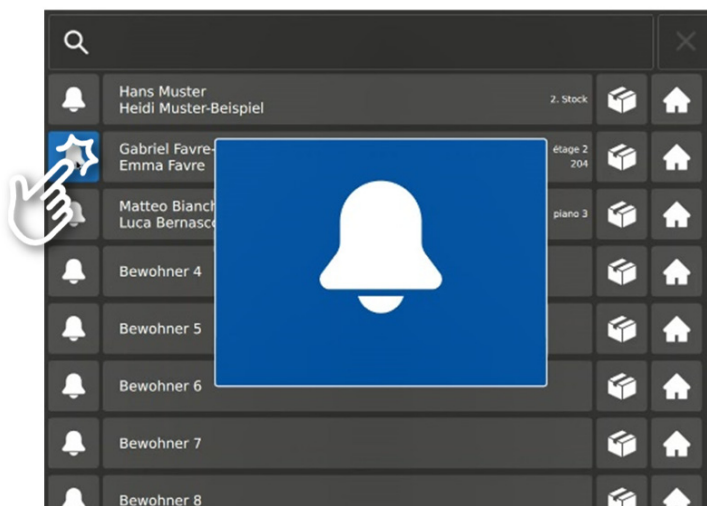 Hans Muster
Heidi Muster-Beispiel
2. Stock
Gabriel Favre-
Emma Favre
étage 2
204
Matteo Bianch
Luca Bernasc
piano 3
Bewohner 4
Bewohner 5
Bewohner 6
Bewohner 7
Bewohner 8